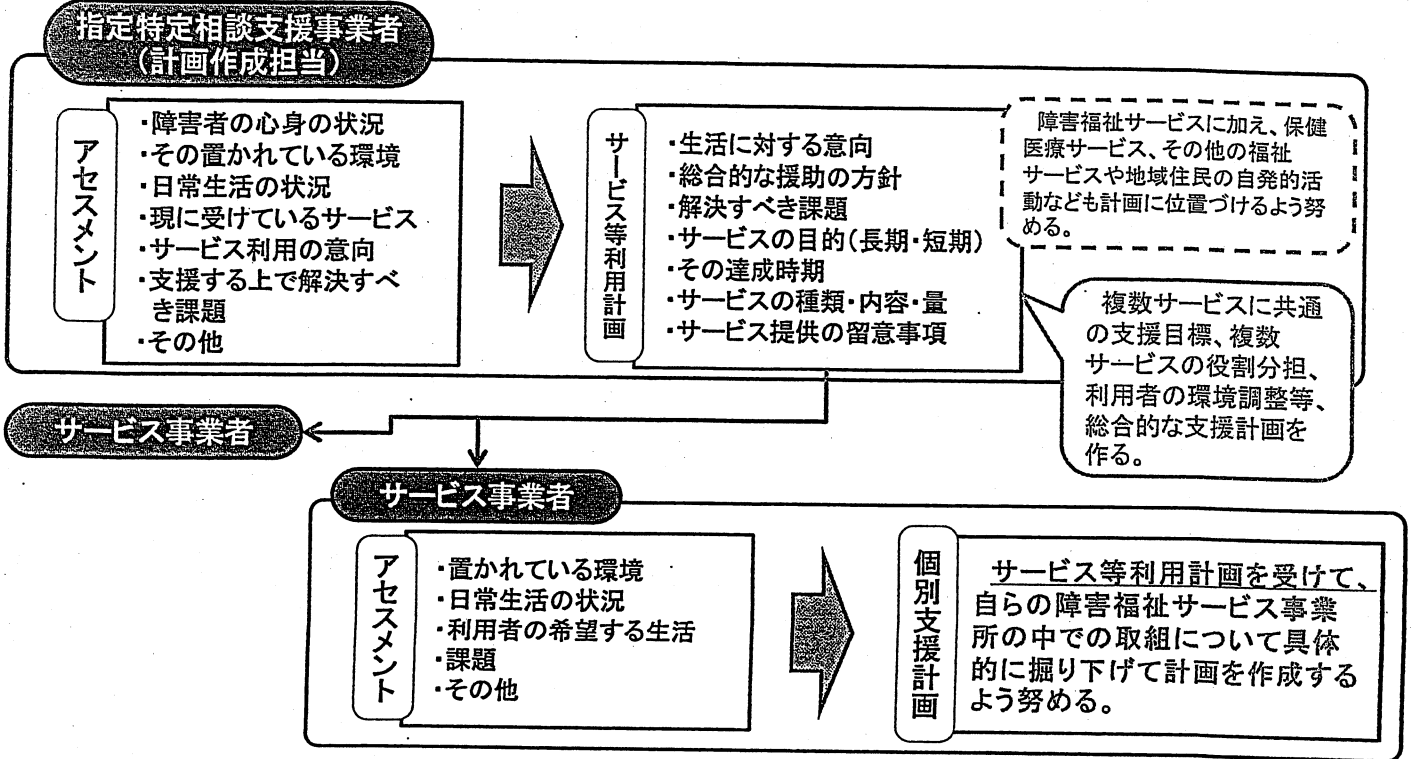 指定特定相談支援事業者
(計画作成担当)
アセスメント
・障害者の心身の状況
・その置かれている環境
・日常生活の状況
・現に受けているサービス
・サービス利用の意向
・支援する上で解決すべ
き課題
・その他
サービス等利用計画
・生活に対する意向
・総合的な援助の方針
・解決すべき課題
・サービスの目的(長期・短期)
・その達成時期
・サービスの種類・内容・量
・サービス提供の留意事項
障害福祉サービスに加え、保健
医療サービス、その他の福祉
サービスや地域住民の自発的活
動なども計画に位置づけるよう努
める。
複数サービスに共通
の支援目標、複数
サービスの役割分担、
利用者の環境調整等、
総合的な支援計画を
作る。
サービス事業者
サービス事業者
アセスメント
・置かれている環境
・日常生活の状況
・利用者の希望する生活
・課題
・その他
個別支援計画
サービス等利用計画を受けて、
自らの障害福祉サービス事業
所の中での取組について具体
的に掘り下げて計画を作成する
よう努める。